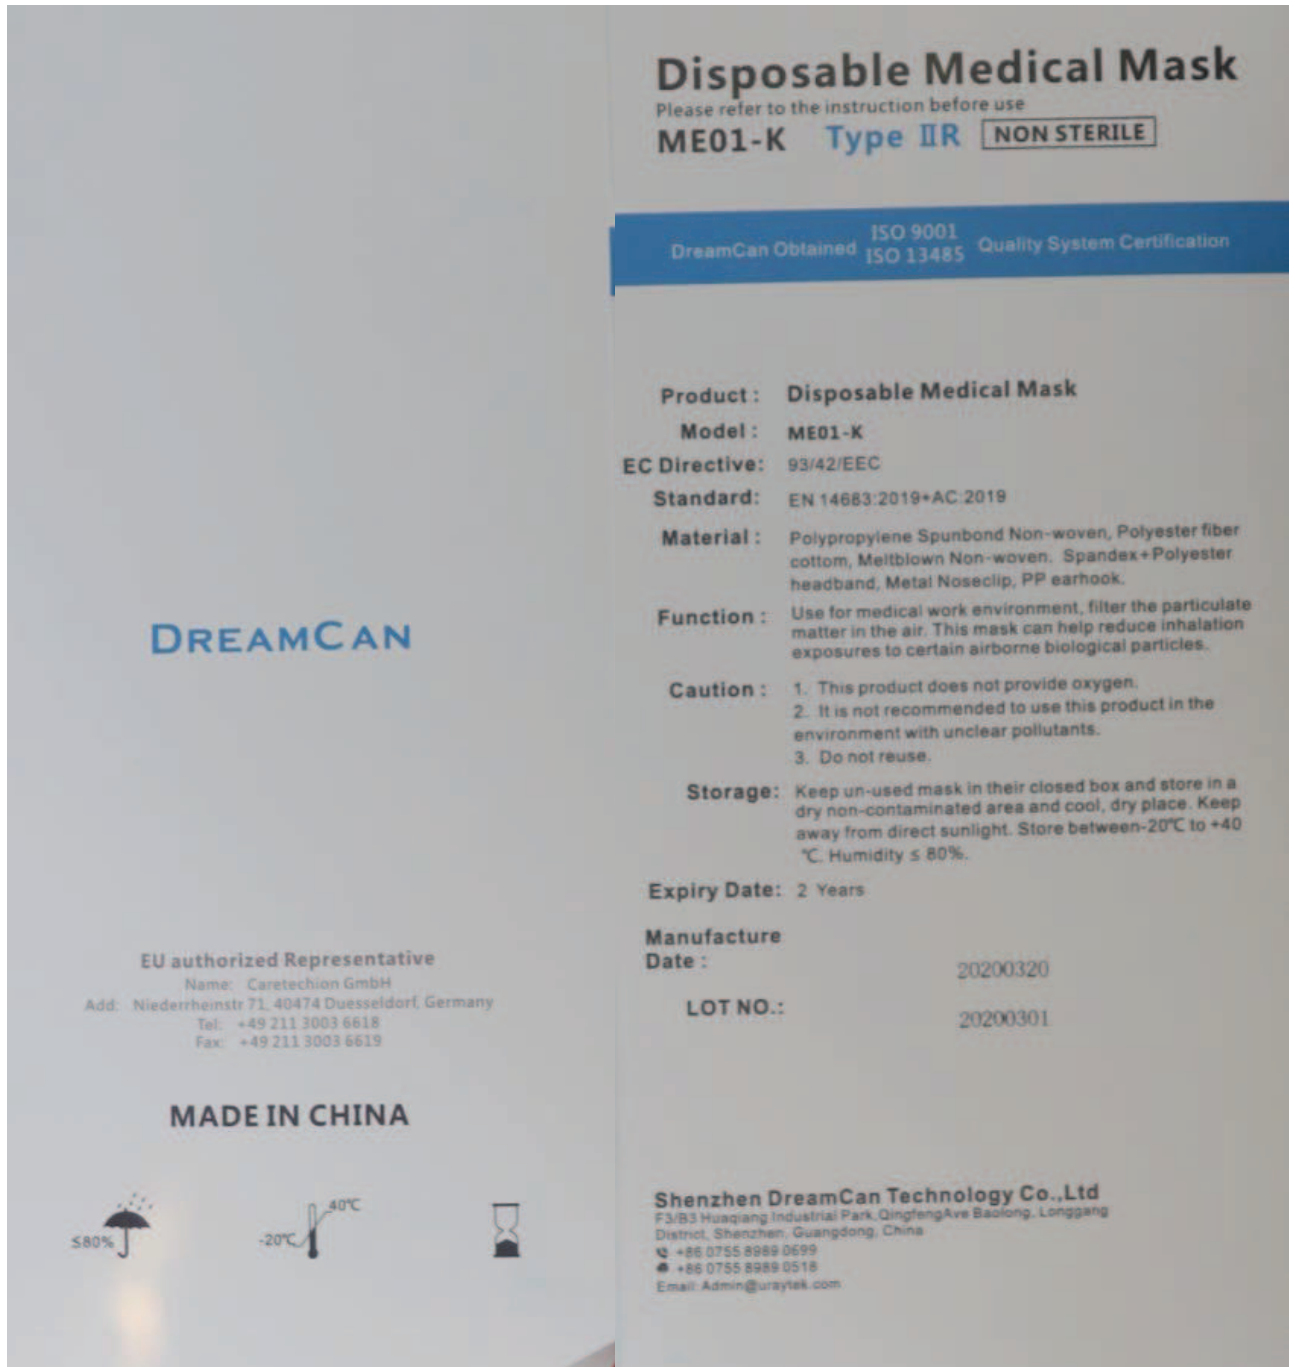 DREAMCAN
EU authorized Representative
Name: Caretechion GmbH
Add: Niederrheinstr 71, 40474 Duesseldorf, Germany
Tel: +49 211 3003 6618
Fax: +49 211 3003 6619
MADE IN CHINA
≤80%
-20℃
40℃
Disposable Medical Mask
Please refer to the instruction before use
ME01-K Type ⅡR NON STERILE
DreamCan Obtained ISO 9001 ISO 13485 Quality System Certification
Product : Disposable Medical Mask
Model : ME01-K
EC Directive: 93/42/EEC
Standard: EN 14683:2019+AC:2019
Material : Polypropylene Spunbond Non-woven, Polyester fiber
cottom, Meltblown Non-woven. Spandex+Polyester
headband, Metal Noseclip, PP earhook.
Function : Use for medical work environment, filter the particulate
matter in the air. This mask can help reduce inhalation
exposures to certain airborne biological particles.
Caution : 1. This product does not provide oxygen.
2. It is not recommended to use this product in the
environment with unclear pollutants.
3. Do not reuse.
Storage: Keep un-used mask in their closed box and store in a
dry non-contaminated area and cool, dry place. Keep
away from direct sunlight. Store between-20℃ to +40
℃. Humidity ≤ 80%.
Expiry Date: 2 Years
Manufacture
Date : 20200320
LOT NO.: 20200301
Shenzhen DreamCan Technology Co.,Ltd
F3/B3 Huaqiang Industrial Park,QingfengAve Baolong, Longgang
District, Shenzhen, Guangdong, China
+86 0755 8989 0699
+86 0755 8989 0518
Email: Admin@uraytek.com